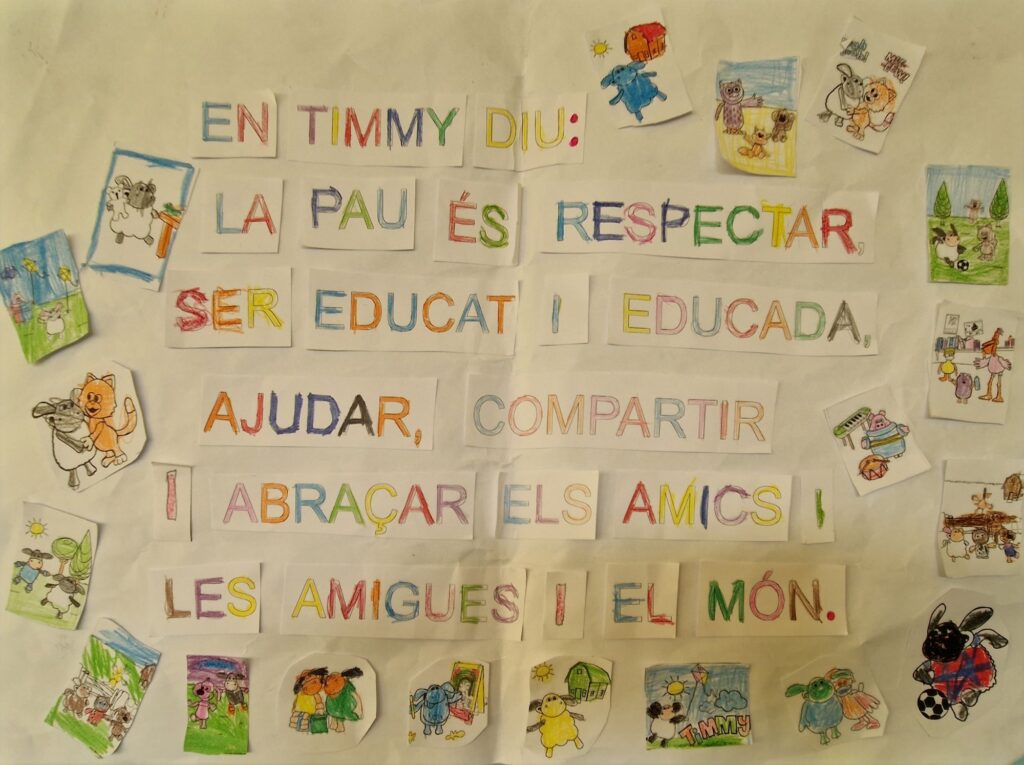 EN TIMMY DIU:
LA PAU ÉS RESPECTAR,
SER EDUCAT I EDUCADA,
AJUDAR, COMPARTIR
I ABRAÇAR ELS AMICS I
LES AMIGUES I EL MÓN.
TIMMY